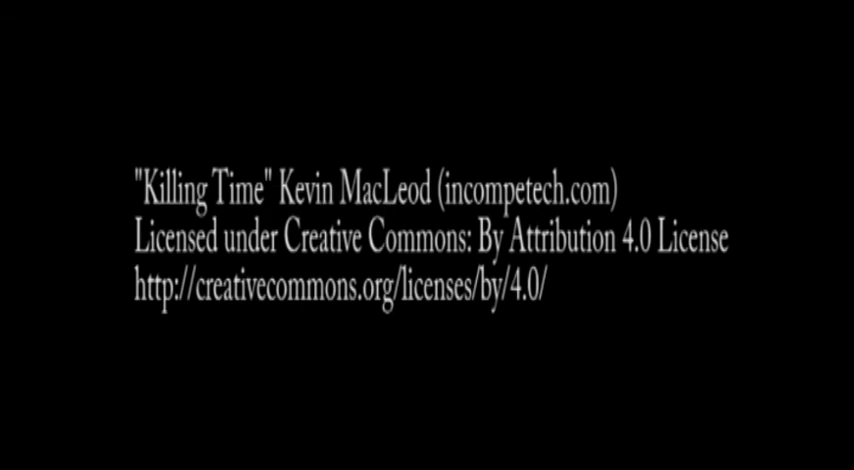 "Killing Time" Kevin MacLeod (incompetech.com)
Licensed under Creative Commons: By Attribution 4.0 License
http://creativecommons.org/licenses/by/4.0/